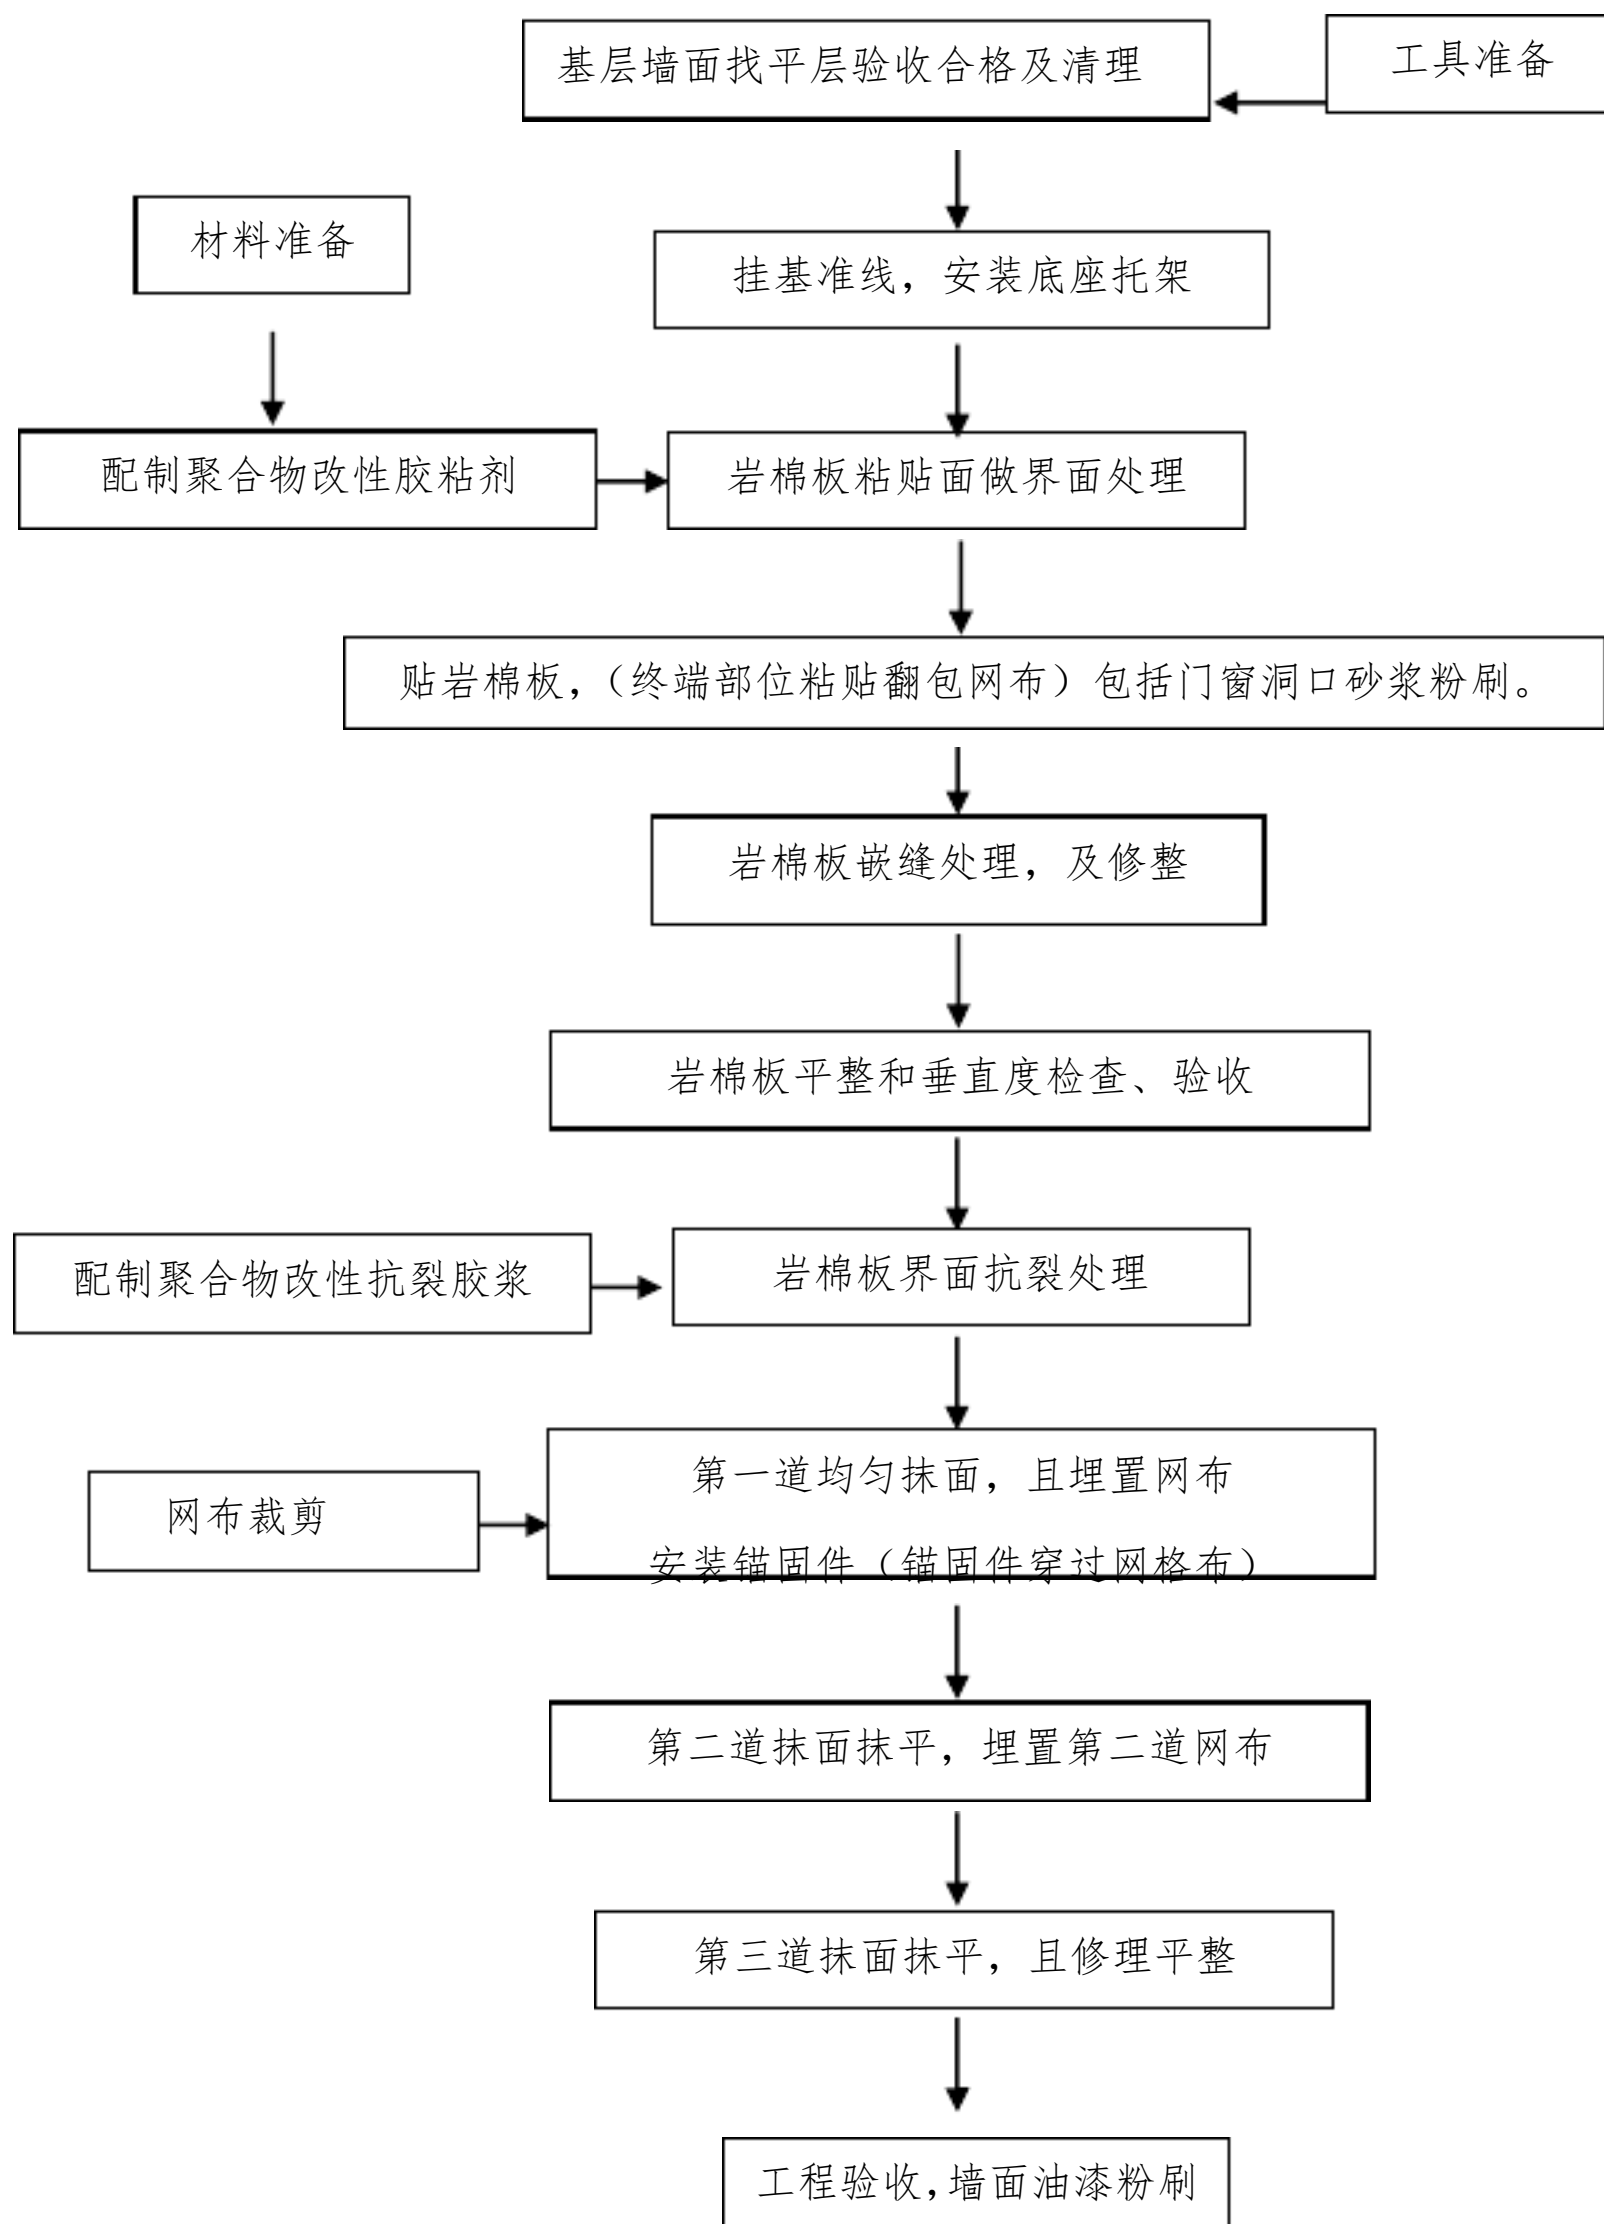 基层墙面找平层验收合格及清理
工具准备
材料准备
挂基准线，安装底座托架
配制聚合物改性胶粘剂
岩棉板粘贴面做界面处理
贴岩棉板，（终端部位粘贴翻包网布）包括门窗洞口砂浆粉刷。
岩棉板嵌缝处理，及修整
岩棉板平整和垂直度检查、验收
配制聚合物改性抗裂胶浆
岩棉板界面抗裂处理
第一道均匀抹面，且埋置网布
网布裁剪
安装锚固件（锚固件穿过网格布）
第二道抹面抹平，埋置第二道网布
第三道抹面抹平，且修理平整
工程验收，墙面油漆粉刷